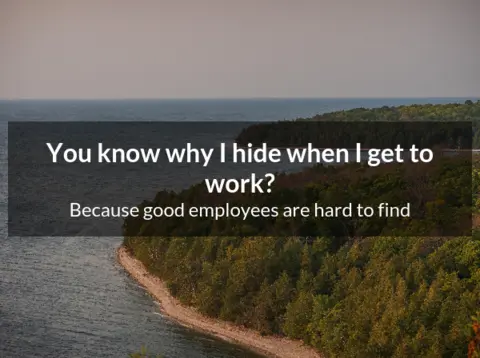 You know why I hide when I get to
work?
Because good employees are hard to find